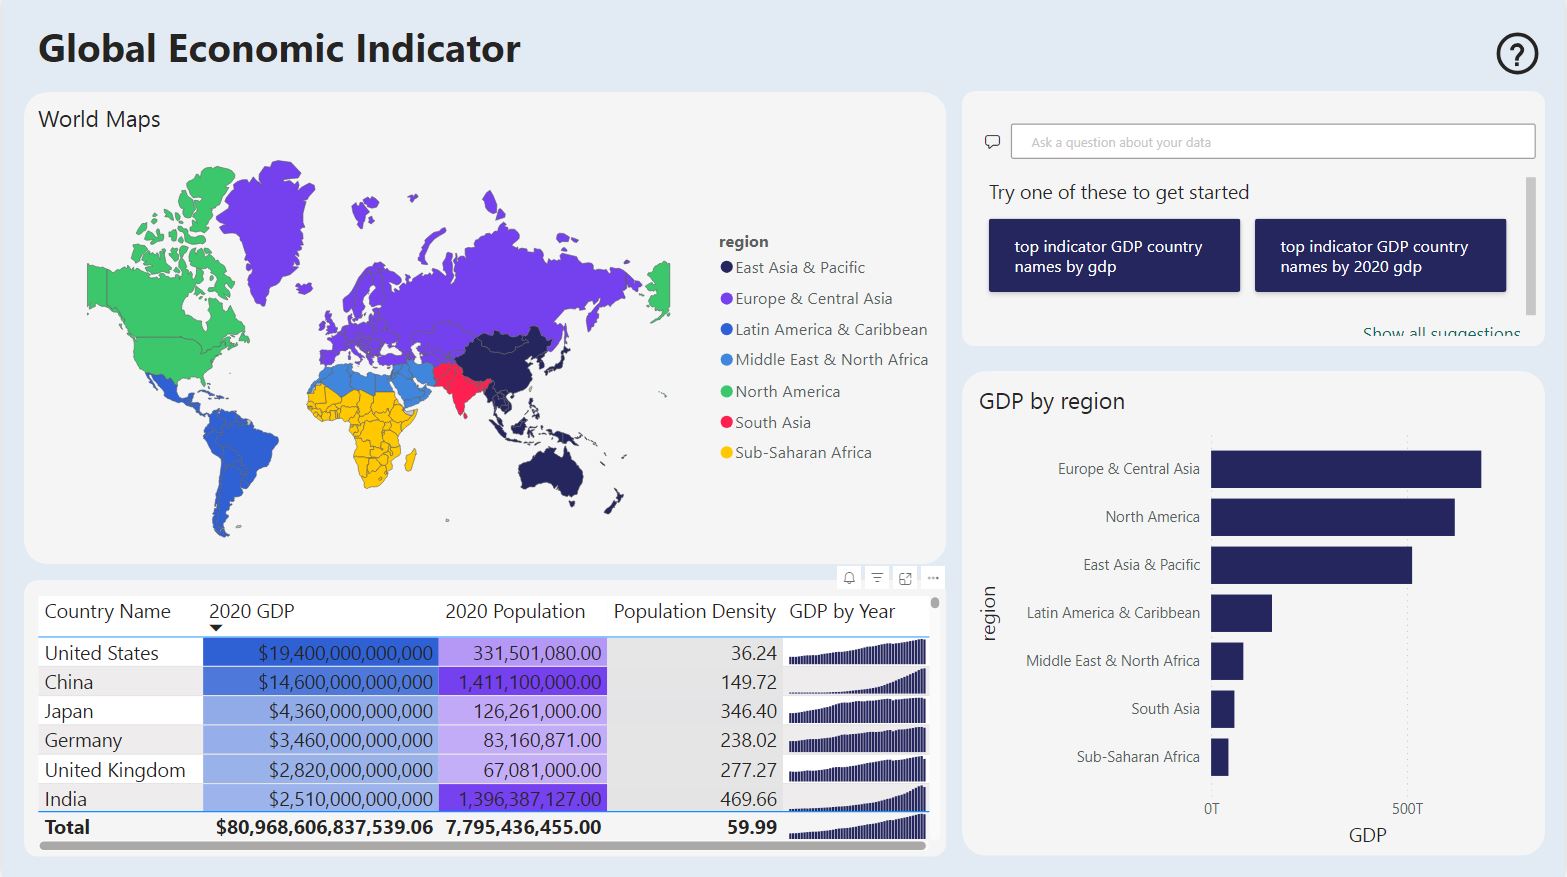 Global Economic Indicator
?
World Maps
region
East Asia & Pacific
Europe & Central Asia
Latin America & Caribbean
Middle East & North Africa
North America
South Asia
Sub-Saharan Africa
Ask a question about your data
Try one of these to get started
top indicator GDP country
names by gdp
top indicator GDP country
names by 2020 gdp
Show all suggestions
Country Name 2020 GDP 2020 Population Population Density GDP by Year
United States $19,400,000,000,000 331,501,080.00 36.24
China $14,600,000,000,000 1,411,100,000.00 149.72
Japan $4,360,000,000,000 126,261,000.00 346.40
Germany $3,460,000,000,000 83,160,871.00 238.02
United Kingdom $2,820,000,000,000 67,081,000.00 277.27
India $2,510,000,000,000 1,396,387,127.00 469.66
Total $80,968,606,837,539.06 7,795,436,455.00 59.99
GDP by region
region
Europe & Central Asia
North America
East Asia & Pacific
Latin America & Caribbean
Middle East & North Africa
South Asia
Sub-Saharan Africa
0T 500T
GDP